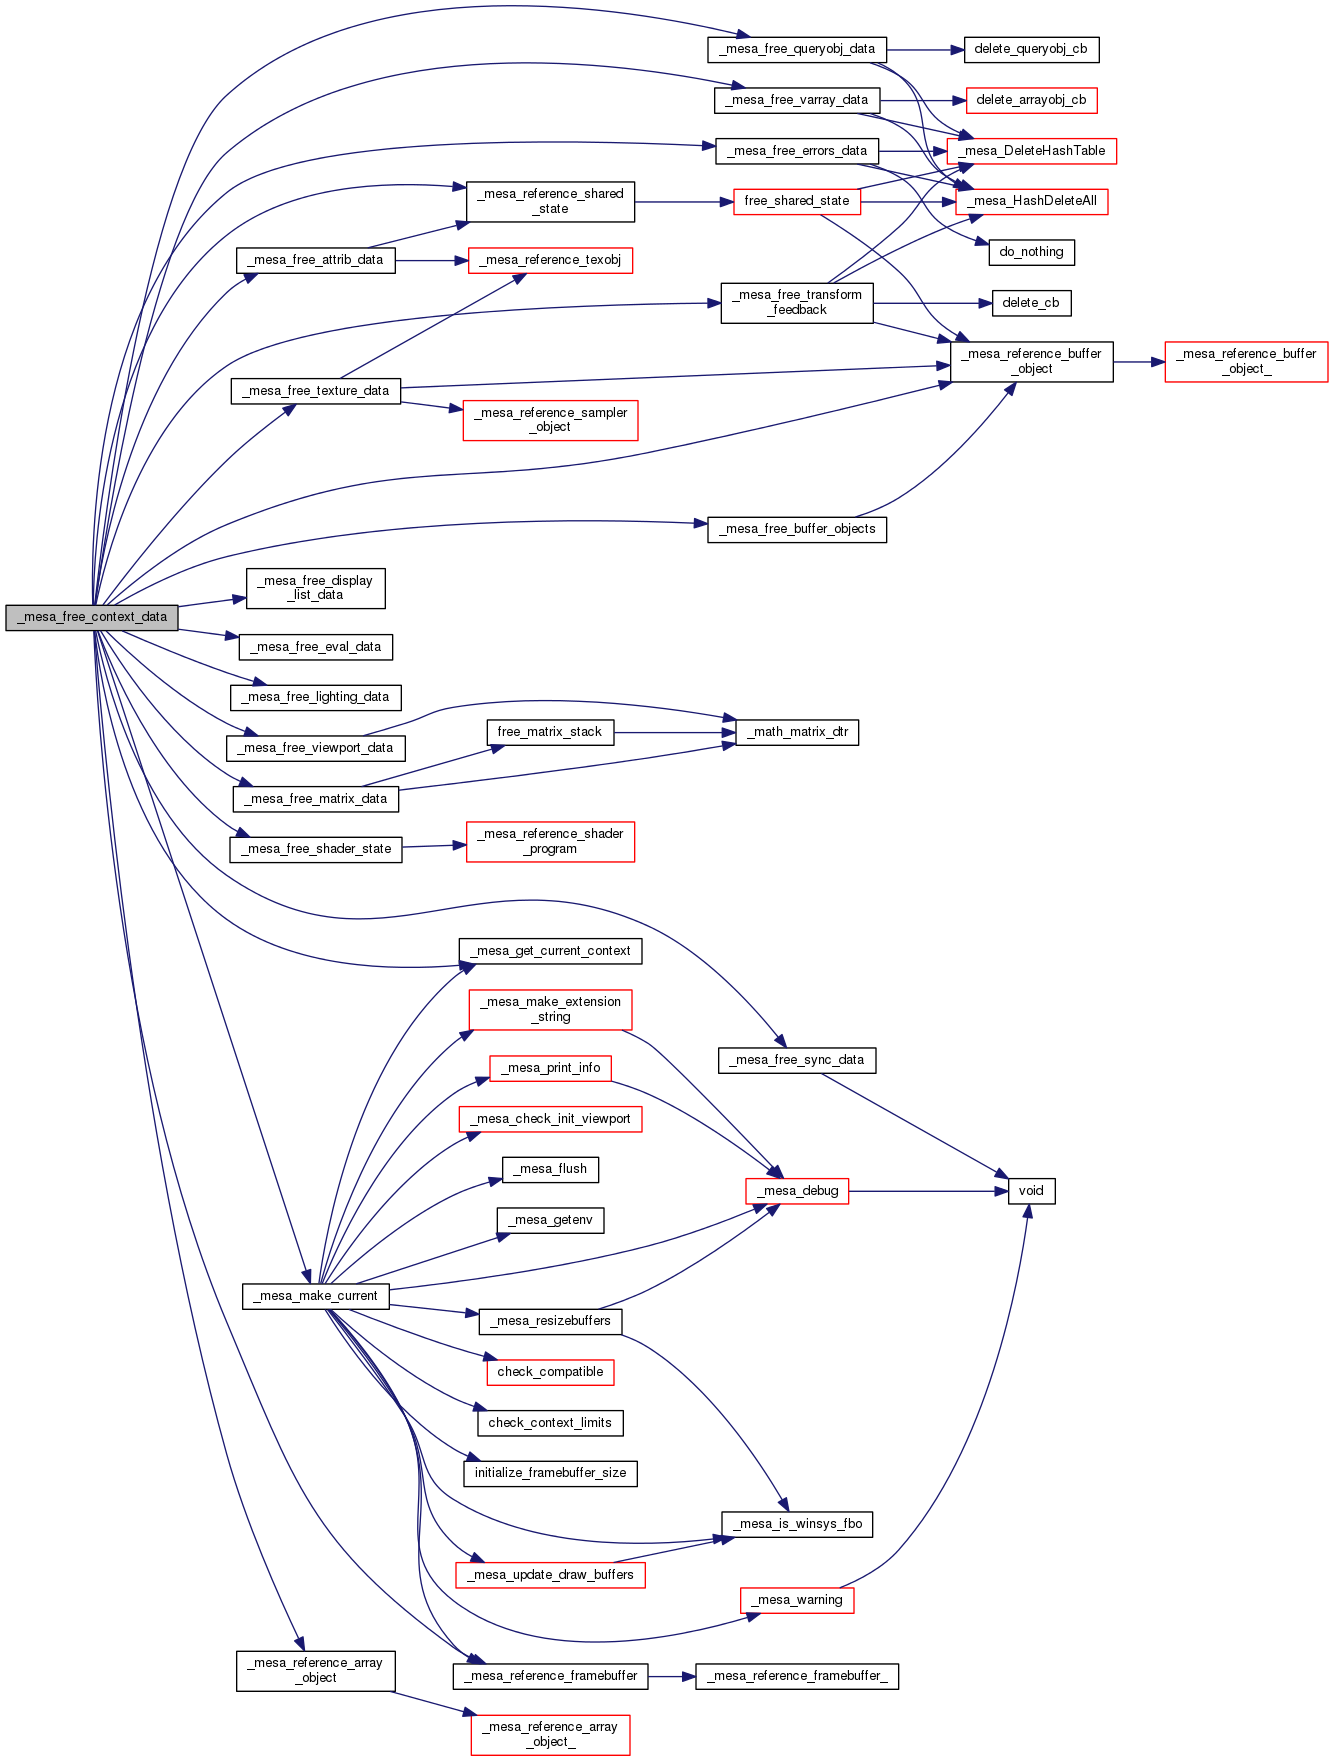 _mesa_free_queryobj_data
delete_queryobj_cb
_mesa_free_varray_data
delete_arrayobj_cb
_mesa_free_errors_data
_mesa_DeleteHashTable
_mesa_reference_shared
_state
free_shared_state
_mesa_HashDeleteAll
_mesa_free_attrib_data
_mesa_reference_texobj
do_nothing
_mesa_free_transform
_feedback
delete_cb
_mesa_reference_buffer
_object
_mesa_reference_buffer
_object_
_mesa_free_texture_data
_mesa_reference_sampler
_object
_mesa_free_buffer_objects
_mesa_free_display
_list_data
_mesa_free_context_data
_mesa_free_eval_data
_mesa_free_lighting_data
_mesa_free_viewport_data
free_matrix_stack
_math_matrix_dtr
_mesa_free_matrix_data
_mesa_free_shader_state
_mesa_reference_shader
_program
_mesa_get_current_context
_mesa_make_extension
_string
_mesa_print_info
_mesa_free_sync_data
_mesa_check_init_viewport
_mesa_flush
_mesa_debug
void
_mesa_getenv
_mesa_make_current
_mesa_resizebuffers
check_compatible
check_context_limits
initialize_framebuffer_size
_mesa_is_winsys_fbo
_mesa_update_draw_buffers
_mesa_warning
_mesa_reference_array
_object
_mesa_reference_framebuffer
_mesa_reference_framebuffer_
_mesa_reference_array
_object_